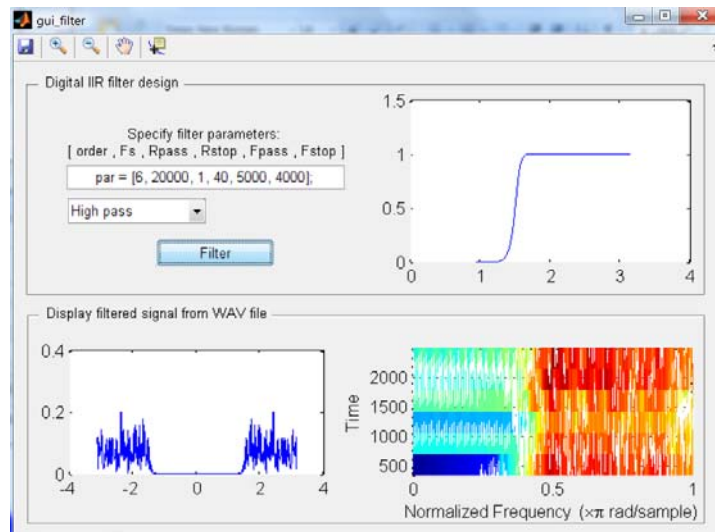 gui_filter
Digital IIR filter design
Specify filter parameters:
[ order , Fs , Rpass , Rstop , Fpass , Fstop ]
par = [6, 20000, 1, 40, 5000, 4000];
High pass
Filter
1.5
1
0.5
0
0 1 2 3 4
Display filtered signal from WAV file
0.4
0.2
0
-4 -2 0 2 4
Time
2000
1500
1000
500
0 0.5 1
Normalized Frequency (×π rad/sample)